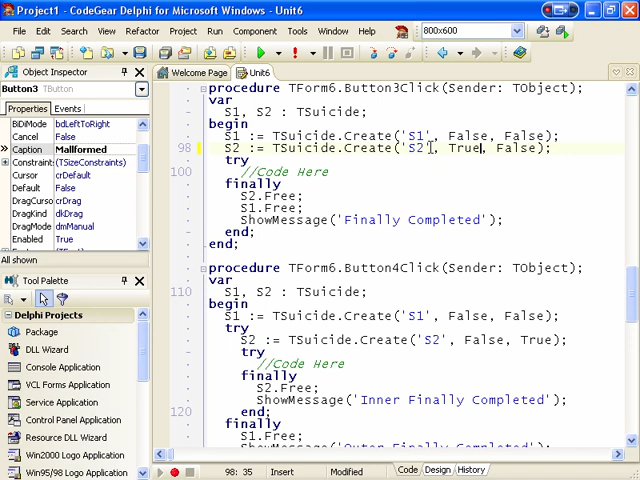 Project1 - CodeGear Delphi for Microsoft Windows - Unit6
File Edit Search View Refactor Project Run Component Tools Window Help
800x600
Object Inspector
Button3 TButton
Properties Events
BiDiMode bdLeftToRight
Cancel False
Caption Mallformed
Constraint: (TSizeConstraints)
Cursor crDefault
Default False
DragCurso crDrag
DragKind dkDrag
DragMode dmManual
Enabled True
All shown
Tool Palette
Delphi Projects
Package
DLL Wizard
Console Application
VCL Forms Application
Service Application
Control Panel Application
Resource DLL Wizard
Win2000 Logo Application
Win95/98 Logo Application
Welcome Page Unit6
procedure TForm6.Button3Click(Sender: TObject);
var
S1, S2 : TSuicide;
begin
S1 := TSuicide.Create('S1', False, False);
98 S2 := TSuicide.Create('S2', True, False);
try
100 //Code Here
finally
S2.Free;
S1.Free;
ShowMessage('Finally Completed');
end;
end;
procedure TForm6.Button4Click(Sender: TObject);
var
110 S1, S2 : TSuicide;
begin
S1 := TSuicide.Create('S1', False, False);
try
S2 := TSuicide.Create('S2', False, True);
try
//Code Here
finally
S2.Free;
ShowMessage('Inner Finally Completed');
120 end;
finally
S1.Free;
ShowMessage('Outer Finally Completed');
98: 35 Insert Modified Code Design History